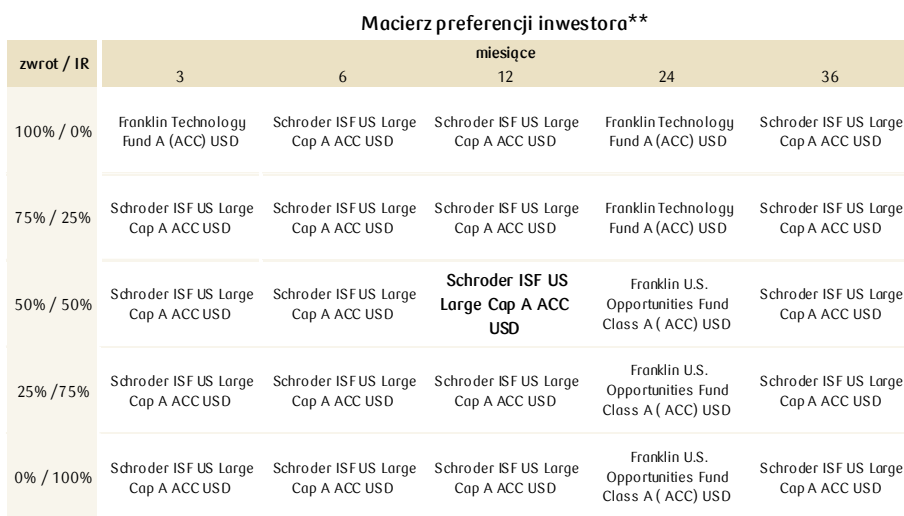 Macierz preferencji inwestora**
zwrot / IR
miesiące
3 6 12 24 36
100% / 0%
Franklin Technology Fund A (ACC) USD
Schroder ISF US Large Cap A ACC USD
Schroder ISF US Large Cap A ACC USD
Franklin Technology Fund A (ACC) USD
Schroder ISF US Large Cap A ACC USD
75% / 25%
Schroder ISF US Large Cap A ACC USD
Schroder ISF US Large Cap A ACC USD
Schroder ISF US Large Cap A ACC USD
Franklin Technology Fund A (ACC) USD
Schroder ISF US Large Cap A ACC USD
50% / 50%
Schroder ISF US Large Cap A ACC USD
Schroder ISF US Large Cap A ACC USD
Schroder ISF US Large Cap A ACC USD
Franklin U.S. Opportunities Fund Class A ( ACC) USD
Schroder ISF US Large Cap A ACC USD
25% /75%
Schroder ISF US Large Cap A ACC USD
Schroder ISF US Large Cap A ACC USD
Schroder ISF US Large Cap A ACC USD
Franklin U.S. Opportunities Fund Class A ( ACC) USD
Schroder ISF US Large Cap A ACC USD
0% / 100%
Schroder ISF US Large Cap A ACC USD
Schroder ISF US Large Cap A ACC USD
Schroder ISF US Large Cap A ACC USD
Franklin U.S. Opportunities Fund Class A ( ACC) USD
Schroder ISF US Large Cap A ACC USD